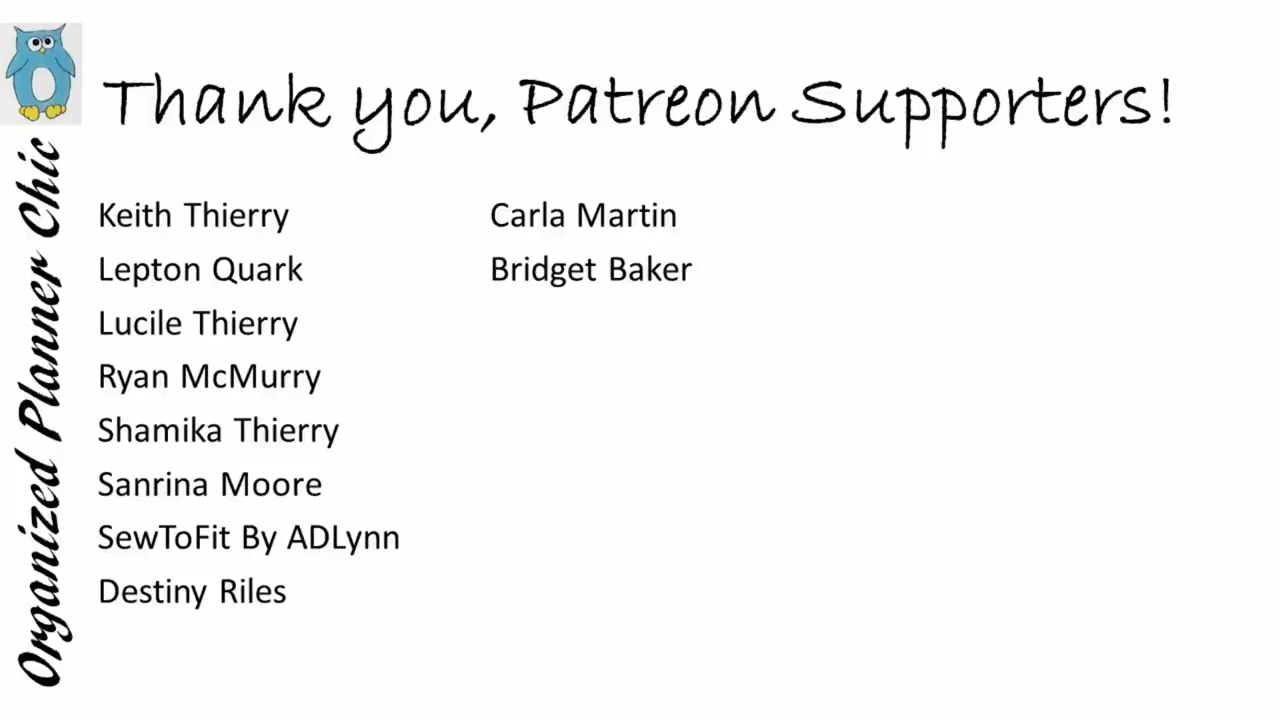 Thank you, Patreon Supporters!
Organized Planner Chic
Keith Thierry
Lepton Quark
Lucile Thierry
Ryan McMurry
Shamika Thierry
Sanrina Moore
SewToFit By ADLynn
Destiny Riles
Carla Martin
Bridget Baker